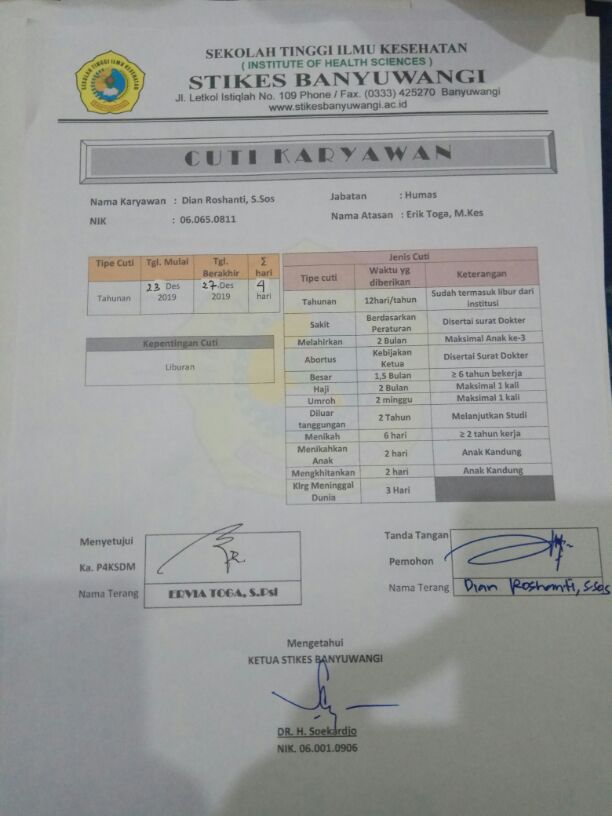 SEKOLAH TINGGI ILMU KESEHATAN
( INSTITUTE OF HEALTH SCIENCES )
STIKES BANYUWANGI
Jl. Letkol Istiqlah No. 109 Phone / Fax. (0333) 425270 Banyuwangi
www.stikesbanyuwangi.ac.id
CUTI KARYAWAN
Nama Karyawan : Dian Roshanti, S.Sos
Jabatan : Humas
NIK : 06.065.0811
Nama Atasan : Erik Toga, M.Kes
Tipe Cuti Tgl. Mulai Tgl. Berakhir Σ hari
Tahunan 23 Des 2019 27 Des 2019 4 hari
Kepentingan Cuti
Liburan
Jenis Cuti
Tipe cuti Waktu yg diberikan Keterangan
Tahunan 12hari/tahun Sudah termasuk libur dari institusi
Sakit Berdasarkan Peraturan Disertai surat Dokter
Melahirkan 2 Bulan Maksimal Anak ke-3
Abortus Kebijakan Ketua Disertai Surat Dokter
Besar 1,5 Bulan ≥ 6 tahun bekerja
Haji 2 Bulan Maksimal 1 kali
Umroh 2 minggu Maksimal 1 kali
Diluar tanggungan 2 Tahun Melanjutkan Studi
Menikah 6 hari ≥ 2 tahun kerja
Menikahkan Anak 2 hari Anak Kandung
Mengkhitankan 2 hari Anak Kandung
Klrg Meninggal Dunia 3 Hari
Menyetujui
Ka. P4KSDM
Nama Terang ERVIA TOGA, S.Psi
Tanda Tangan
Pemohon
Nama Terang Dian Roshanti, S.Sos
Mengetahui
KETUA STIKES BANYUWANGI
DR. H. Soekardjo
NIK. 06.001.0906